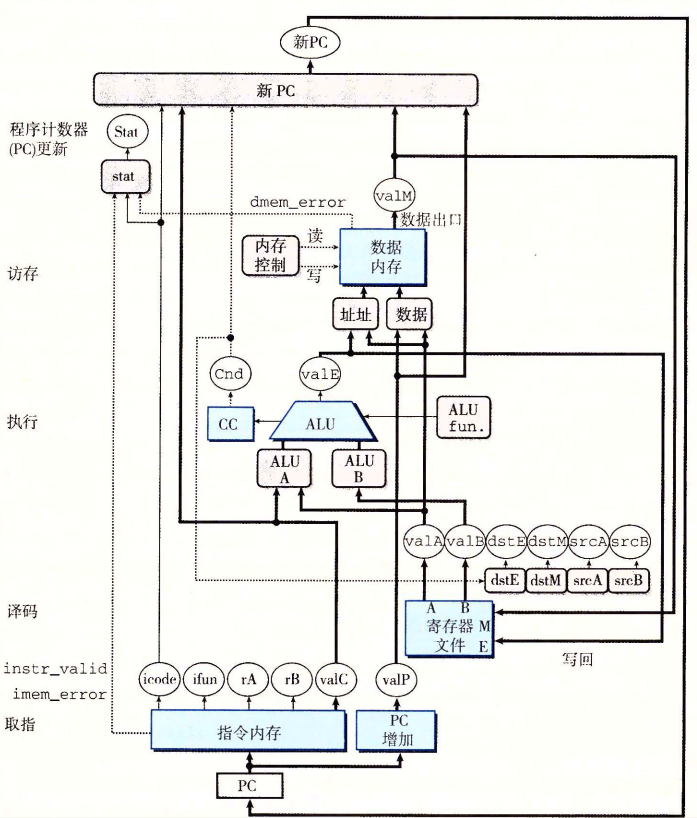 新PC
新 PC
程序计数器
(PC)更新
Stat
stat
dmem_error
valM
数据出口
内存
控制
读
写
数据
内存
访存
址址
数据
Cnd
valE
执行
CC
ALU
ALU
fun.
ALU
A
ALU
B
valA
valB
dstE
dstM
srcA
srcB
dstE
dstM
srcA
srcB
译码
A B
寄存器 M
文件 E
写回
instr_valid
imem_error
icode
ifun
rA
rB
valC
valP
取指
指令内存
PC
增加
PC